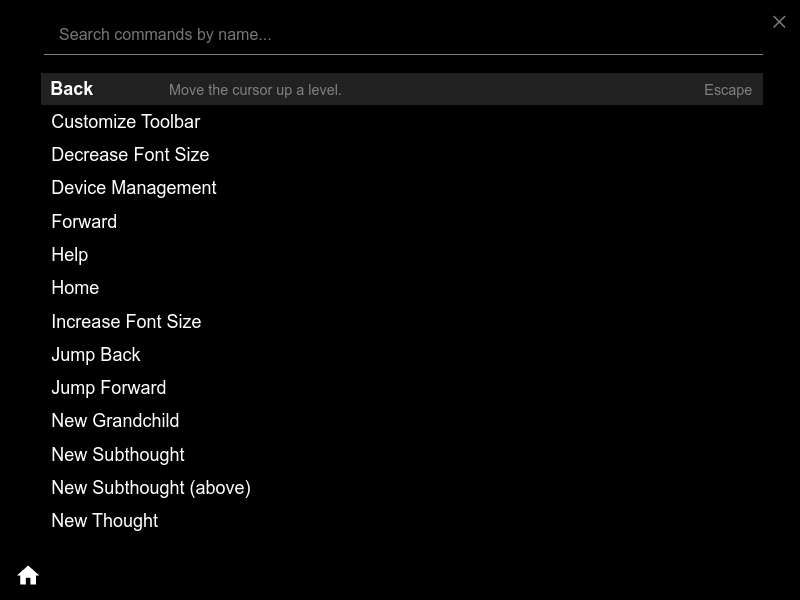 Search commands by name...
Back Move the cursor up a level. Escape
Customize Toolbar
Decrease Font Size
Device Management
Forward
Help
Home
Increase Font Size
Jump Back
Jump Forward
New Grandchild
New Subthought
New Subthought (above)
New Thought